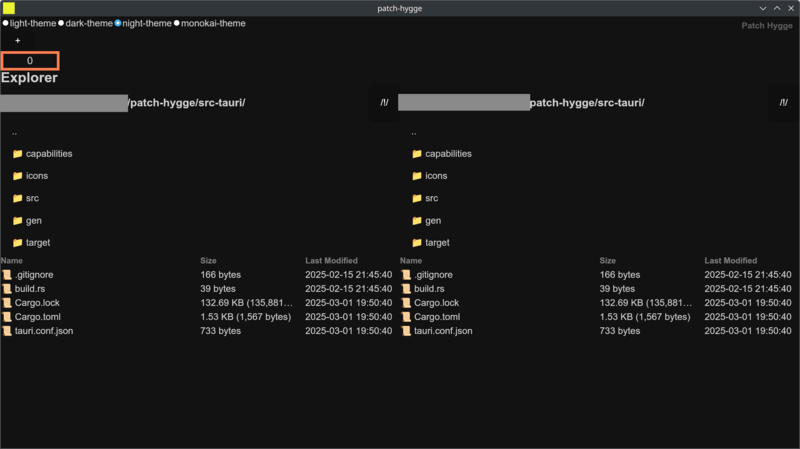 patch-hygge
light-theme dark-theme night-theme monokai-theme
Patch Hygge
+
0
Explorer
/patch-hygge/src-tauri/ /!/
..
capabilities
icons
src
gen
target
Name Size Last Modified
.gitignore 166 bytes 2025-02-15 21:45:40
build.rs 39 bytes 2025-02-15 21:45:40
Cargo.lock 132.69 KB (135,881… 2025-03-01 19:50:40
Cargo.toml 1.53 KB (1,567 bytes) 2025-03-01 19:50:40
tauri.conf.json 733 bytes 2025-03-01 19:50:40
patch-hygge/src-tauri/ /!/
..
capabilities
icons
src
gen
target
Name Size Last Modified
.gitignore 166 bytes 2025-02-15 21:45:40
build.rs 39 bytes 2025-02-15 21:45:40
Cargo.lock 132.69 KB (135,881… 2025-03-01 19:50:40
Cargo.toml 1.53 KB (1,567 bytes) 2025-03-01 19:50:40
tauri.conf.json 733 bytes 2025-03-01 19:50:40